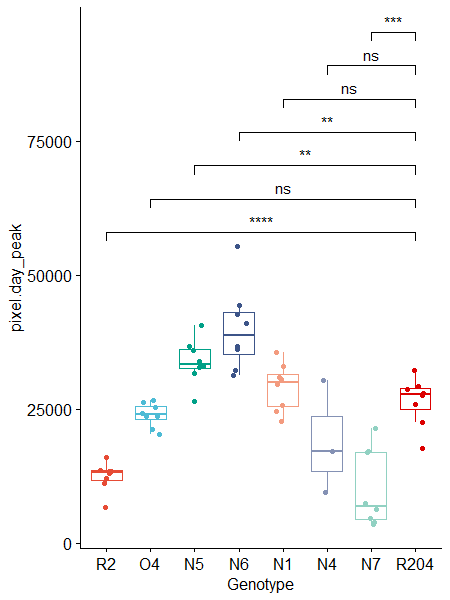 ***
ns
ns
**
**
ns
****
75000
50000
25000
0
pixel.day_peak
R2 O4 N5 N6 N1 N4 N7 R204
Genotype